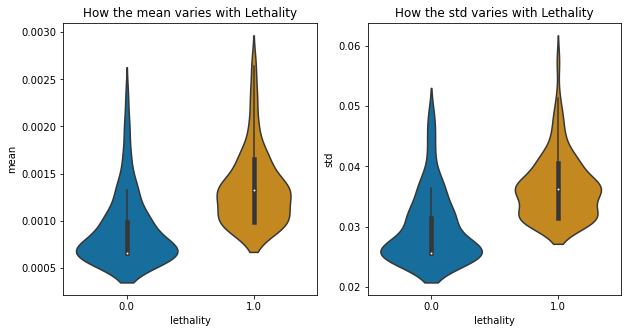 How the mean varies with Lethality
mean
0.0030
0.0025
0.0020
0.0015
0.0010
0.0005
0.0
1.0
lethality
How the std varies with Lethality
std
0.06
0.05
0.04
0.03
0.02
0.0
1.0
lethality